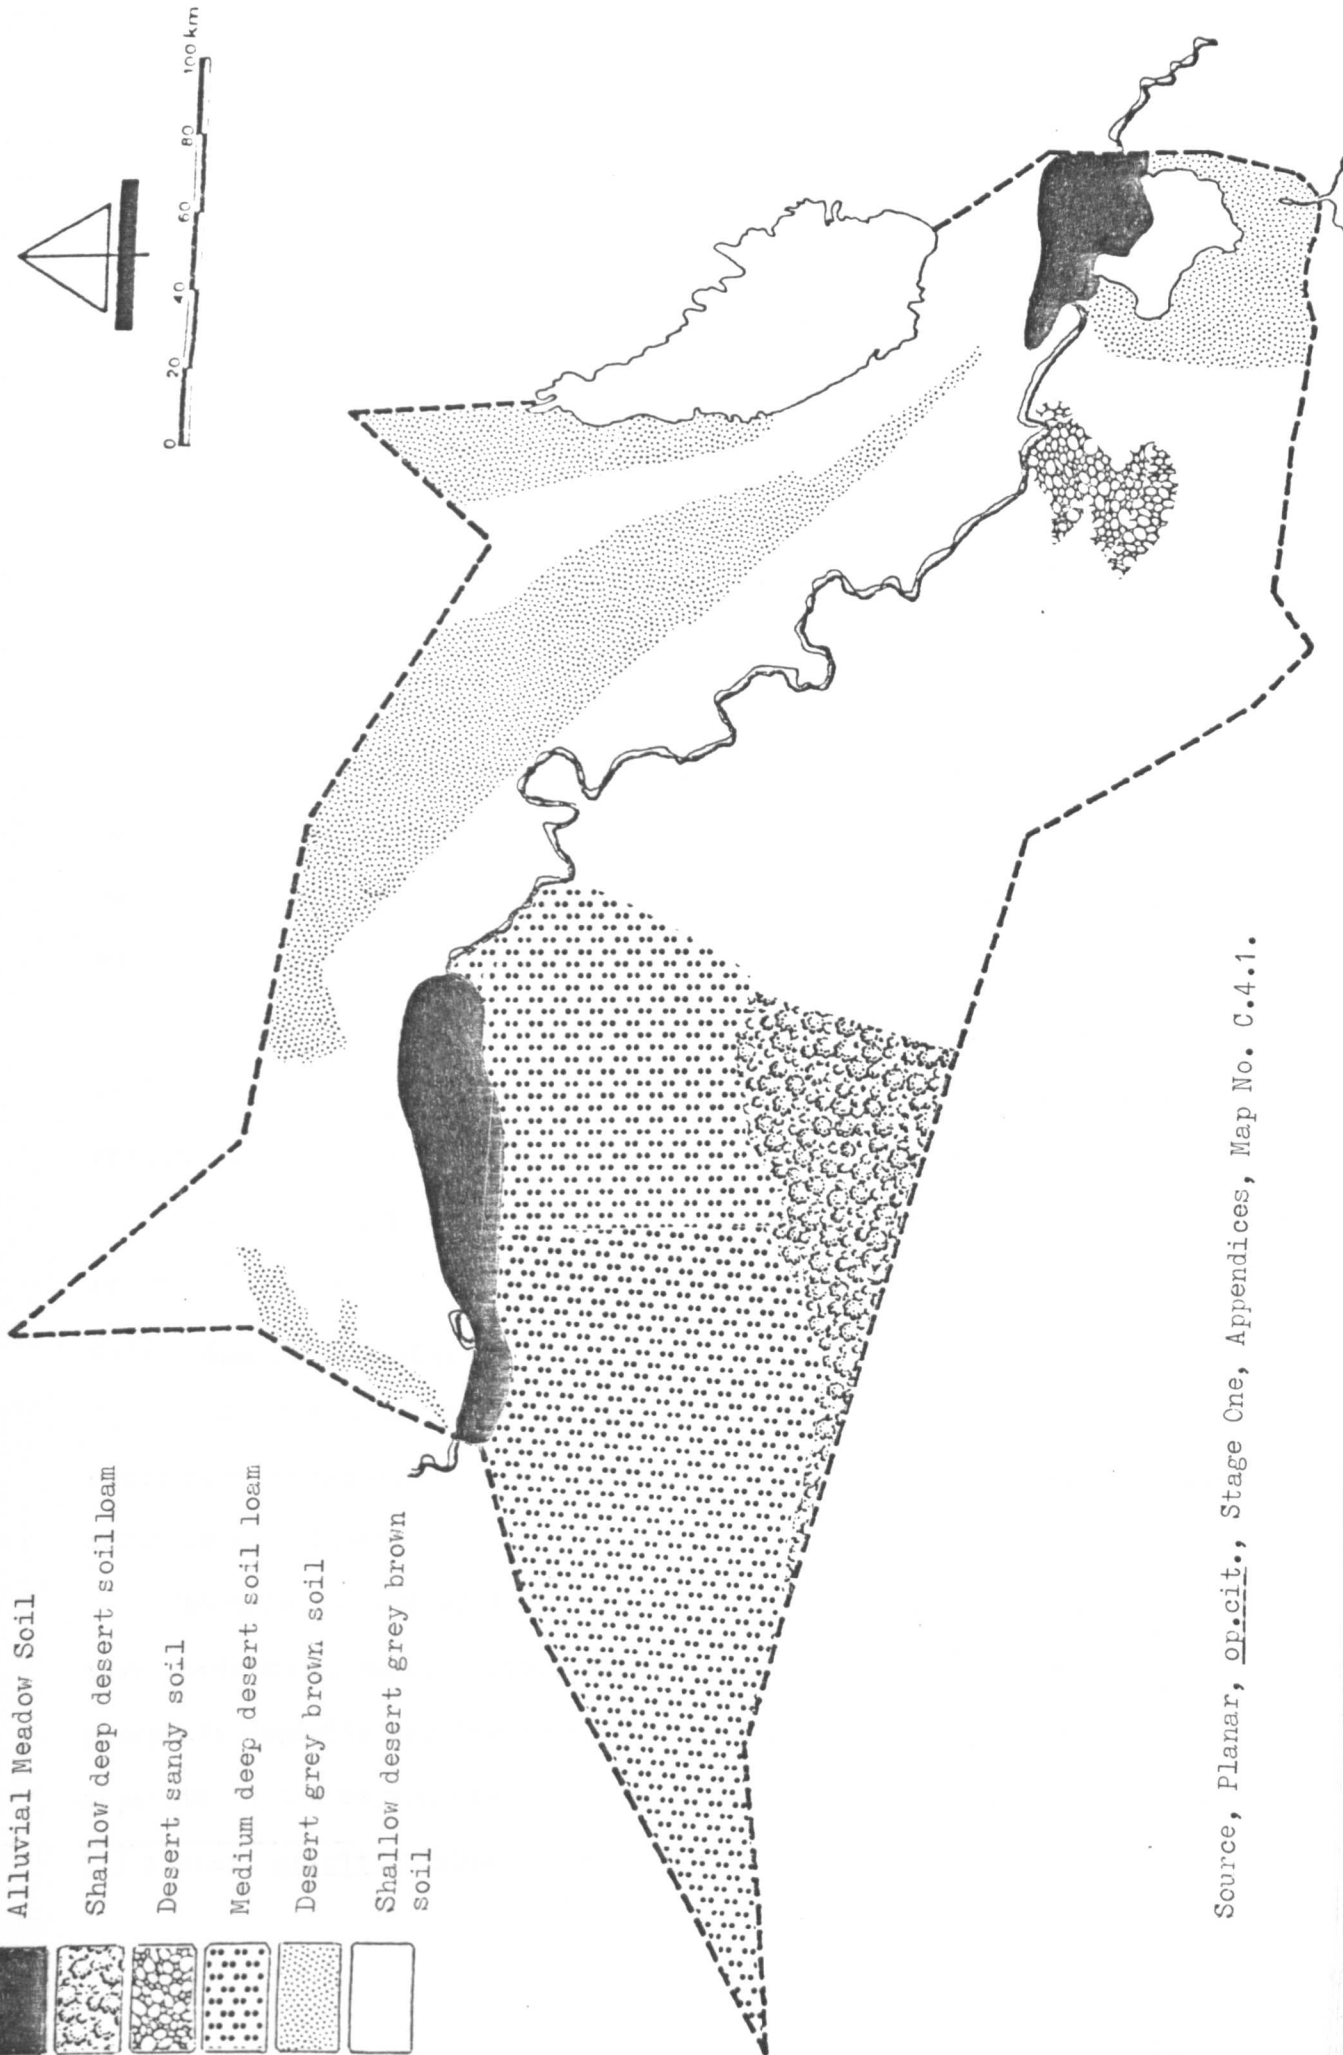 0 20 40 60 80 100 km
Alluvial Meadow Soil
Shallow deep desert soil loam
Desert sandy soil
Medium deep desert soil loam
Desert grey brown soil
Shallow desert grey brown
soil
Source, Planar, op.cit., Stage One, Appendices, Map No. C.4.1.